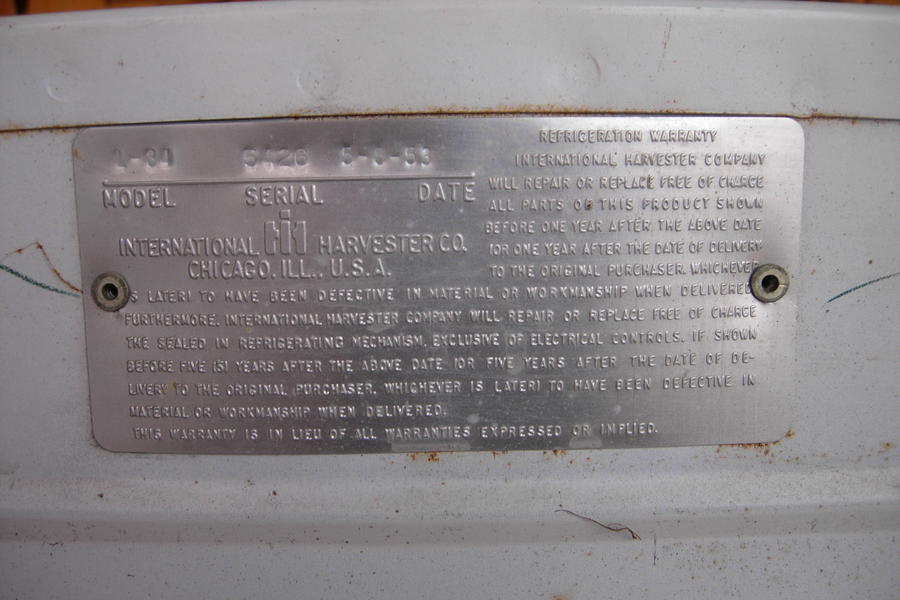 5-5-53
MODEL SERIAL DATE
INTERNATIONAL IH HARVESTER CO.
CHICAGO, ILL., U.S.A.
REFRIGERATION WARRANTY
INTERNATIONAL HARVESTER COMPANY
WILL REPAIR OR REPLACE FREE OF CHARGE
ALL PARTS OF THIS PRODUCT SHOWN
BEFORE ONE YEAR AFTER THE ABOVE DATE
(OR ONE YEAR AFTER THE DATE OF DELIVERY
TO THE ORIGINAL PURCHASER, WHICHEVER
IS LATER) TO HAVE BEEN DEFECTIVE IN MATERIAL OR WORKMANSHIP WHEN DELIVERED.
FURTHERMORE, INTERNATIONAL HARVESTER COMPANY WILL REPAIR OR REPLACE FREE OF CHARGE
THE SEALED IN REFRIGERATING MECHANISM, EXCLUSIVE OF ELECTRICAL CONTROLS, IF SHOWN
BEFORE FIVE (5) YEARS AFTER THE ABOVE DATE (OR FIVE YEARS AFTER THE DATE OF DE-
LIVERY TO THE ORIGINAL PURCHASER, WHICHEVER IS LATER) TO HAVE BEEN DEFECTIVE IN
MATERIAL OR WORKMANSHIP WHEN DELIVERED.
THIS WARRANTY IS IN LIEU OF ALL WARRANTIES EXPRESSED OR IMPLIED.